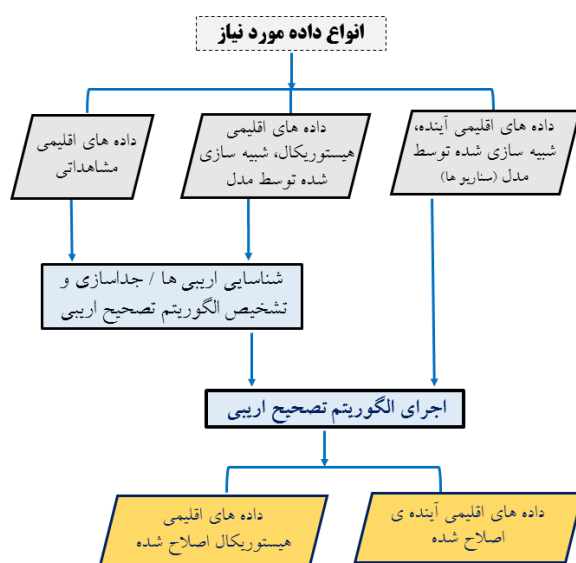 انواع داده مورد نیاز
داده های اقلیمی آینده،
شبیه سازی شده توسط
مدل (سناریو ها)
داده های اقلیمی
هیستوریکال، شبیه سازی
شده توسط مدل
داده های اقلیمی
مشاهداتی
شناسایی اریبی ها / جداسازی و
تشخیص الگوریتم تصحیح اریبی
اجرای الگوریتم تصحیح اریبی
داده های اقلیمی آینده ی
اصلاح شده
داده های اقلیمی
هیستوریکال اصلاح شده